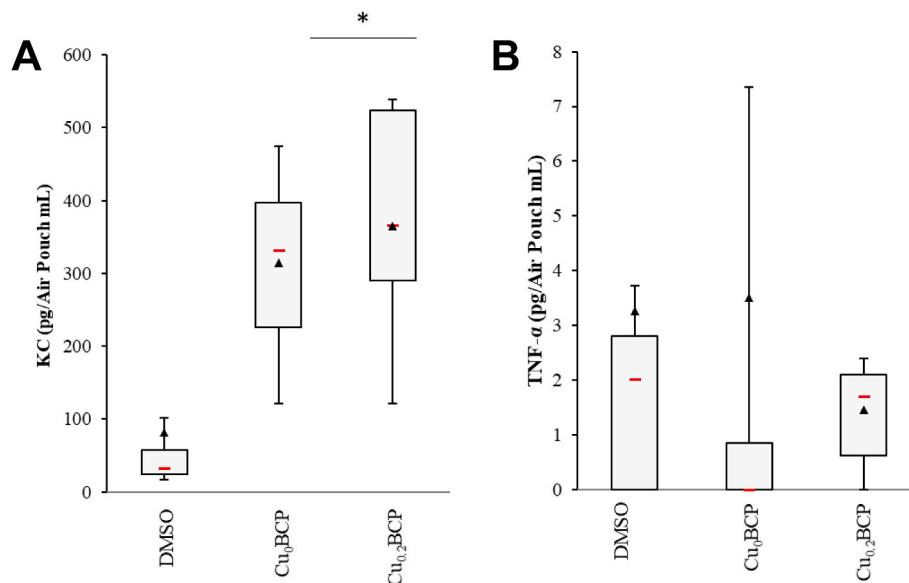 A
*
KC (pg/Air Pouch mL)
600
500
400
300
200
100
0
DMSO
Cu₀BCP
Cu₀.₂BCP
B
TNF-α (pg/Air Pouch mL)
8
7
6
5
4
3
2
1
0
DMSO
Cu₀BCP
Cu₀.₂BCP